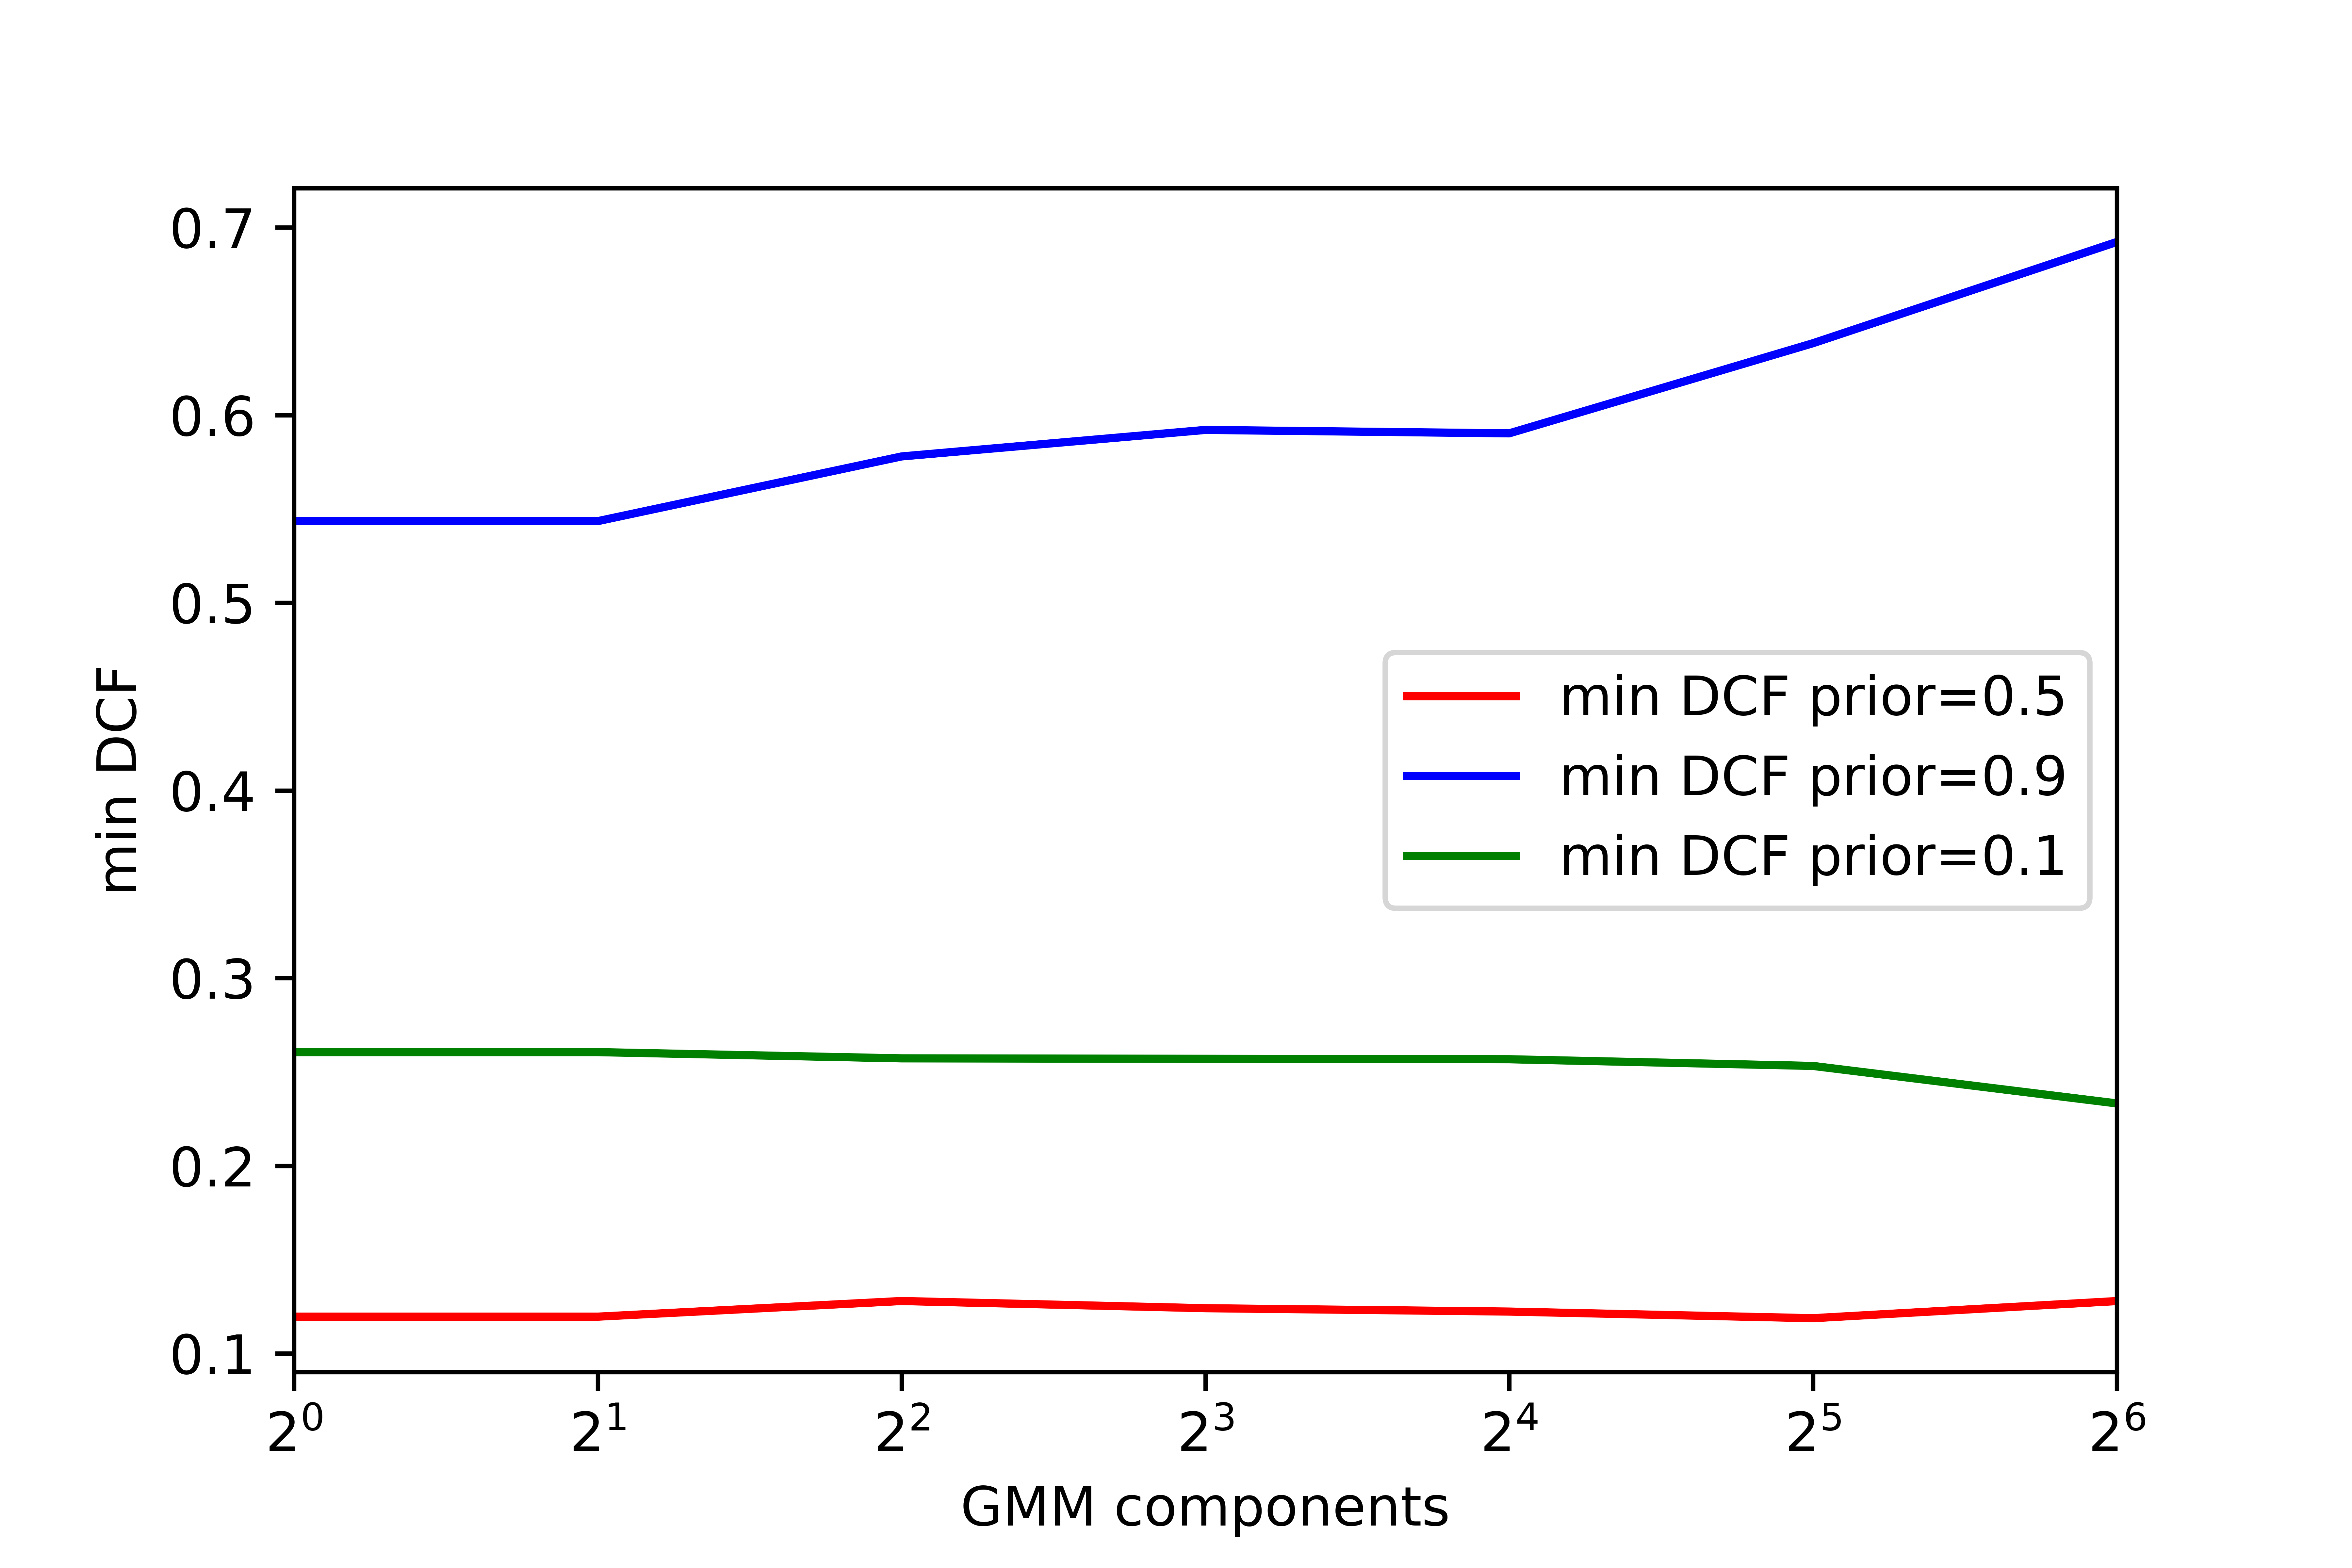 0.7
0.6
0.5
0.4
0.3
0.2
0.1
min DCF
min DCF prior=0.5
min DCF prior=0.9
min DCF prior=0.1
2⁰ 2¹ 2² 2³ 2⁴ 2⁵ 2⁶
GMM components